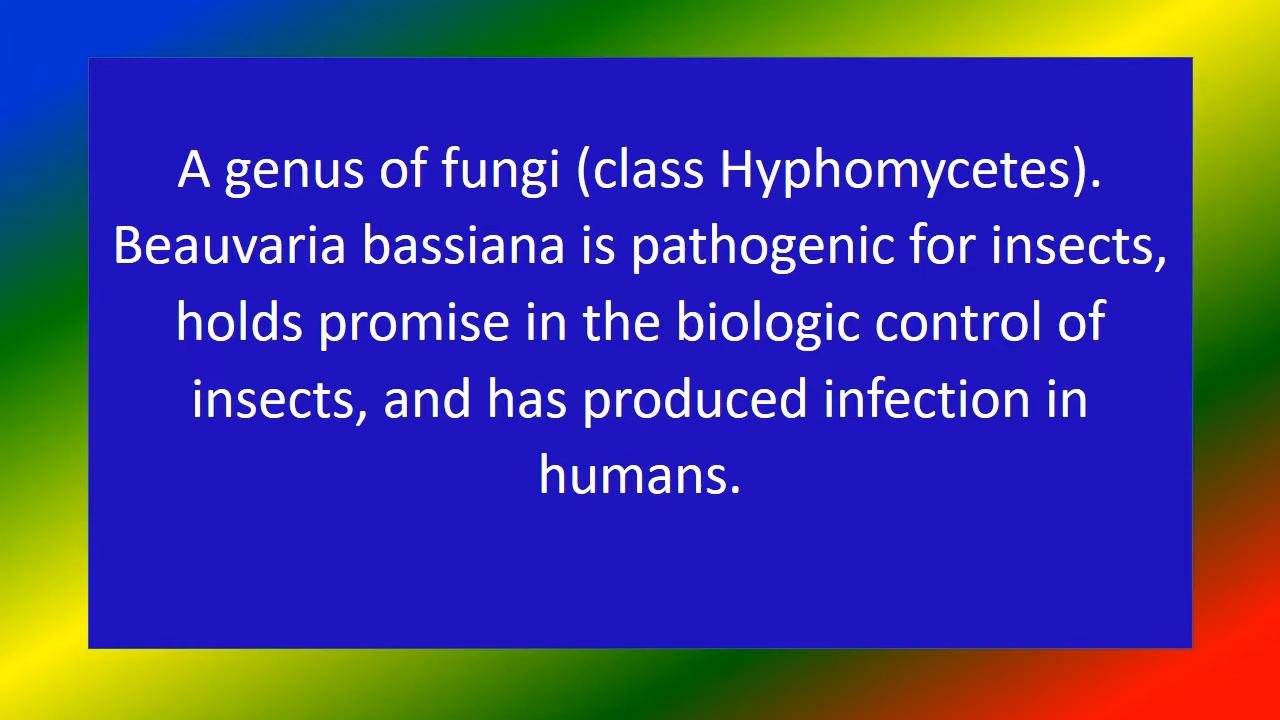 A genus of fungi (class Hyphomycetes).
Beauvaria bassiana is pathogenic for insects,
holds promise in the biologic control of
insects, and has produced infection in
humans.